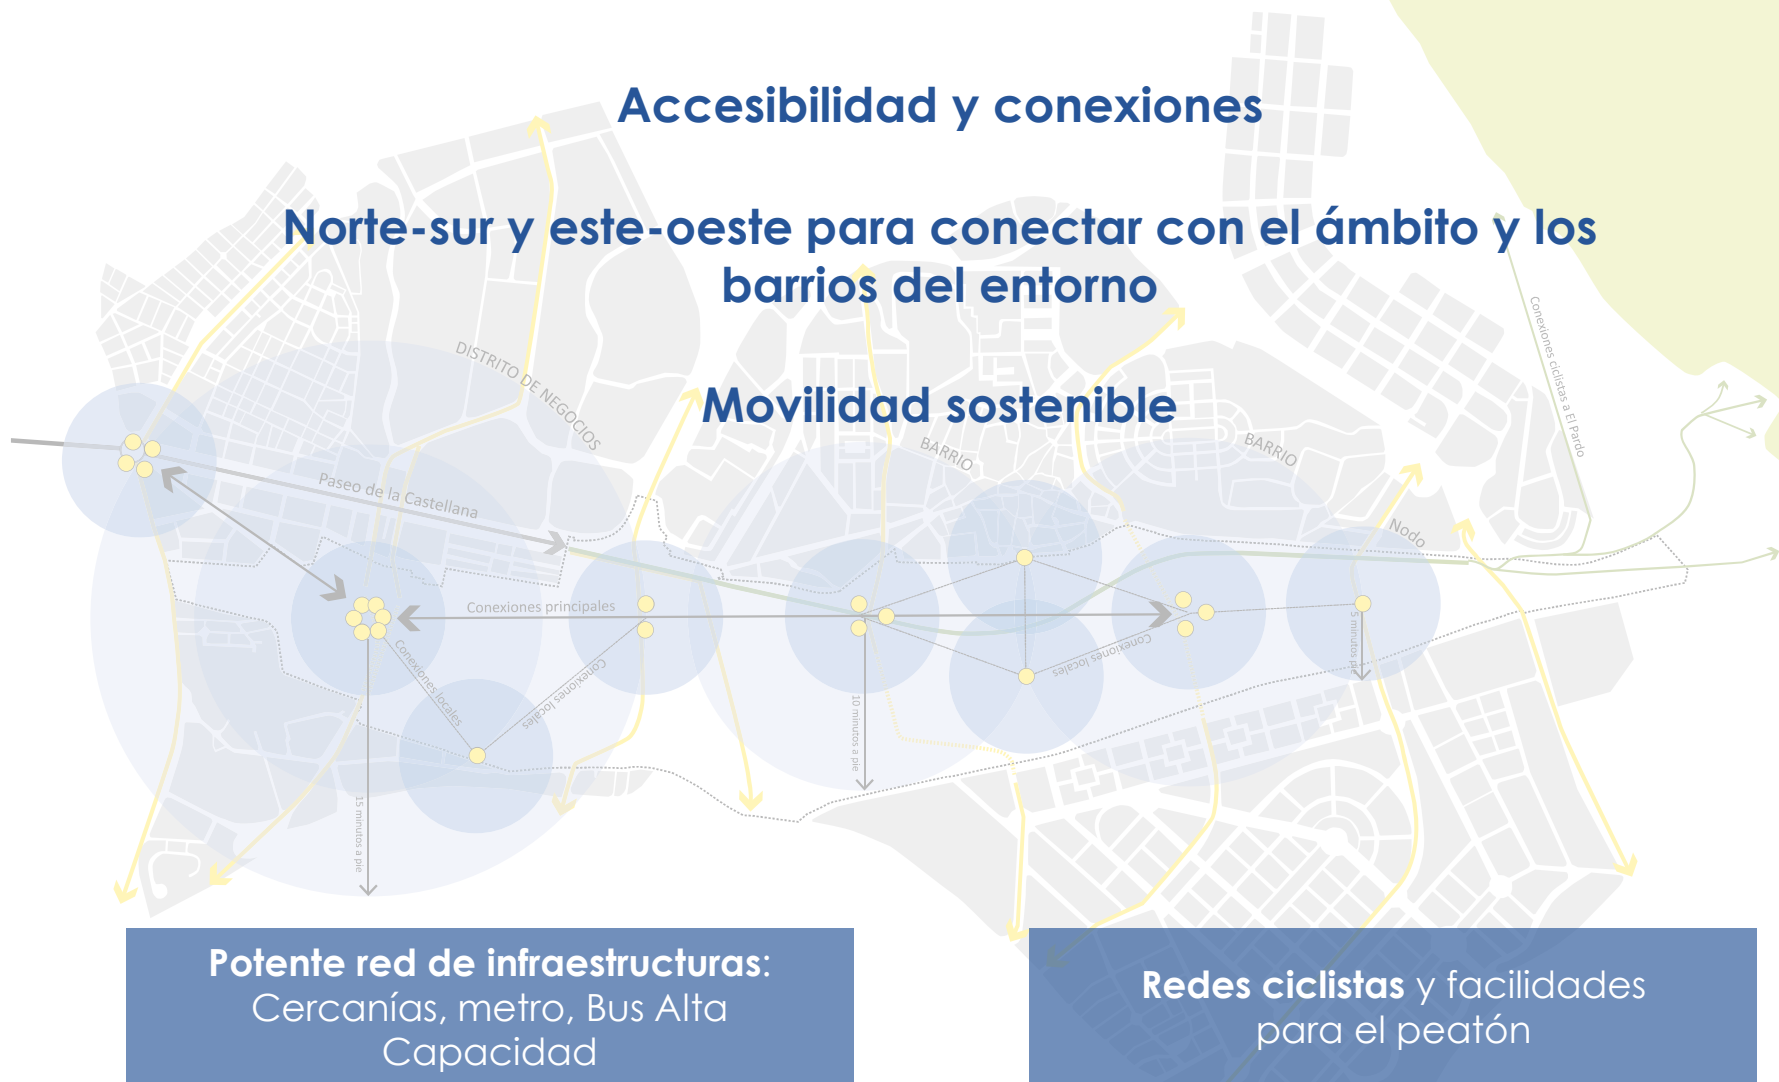 Accesibilidad y conexiones
Norte-sur y este-oeste para conectar con el ámbito y los
barrios del entorno
Movilidad sostenible
Conexiones ciclistas a El Pardo
DISTRITO DE NEGOCIOS
BARRIO
BARRIO
Paseo de la Castellana
Nodo
Conexiones principales
Conexiones locales
Conexiones locales
Conexiones locales
5 minutos a pie
10 minutos a pie
15 minutos a pie
Potente red de infraestructuras:
Cercanías, metro, Bus Alta
Capacidad
Redes ciclistas y facilidades
para el peatón